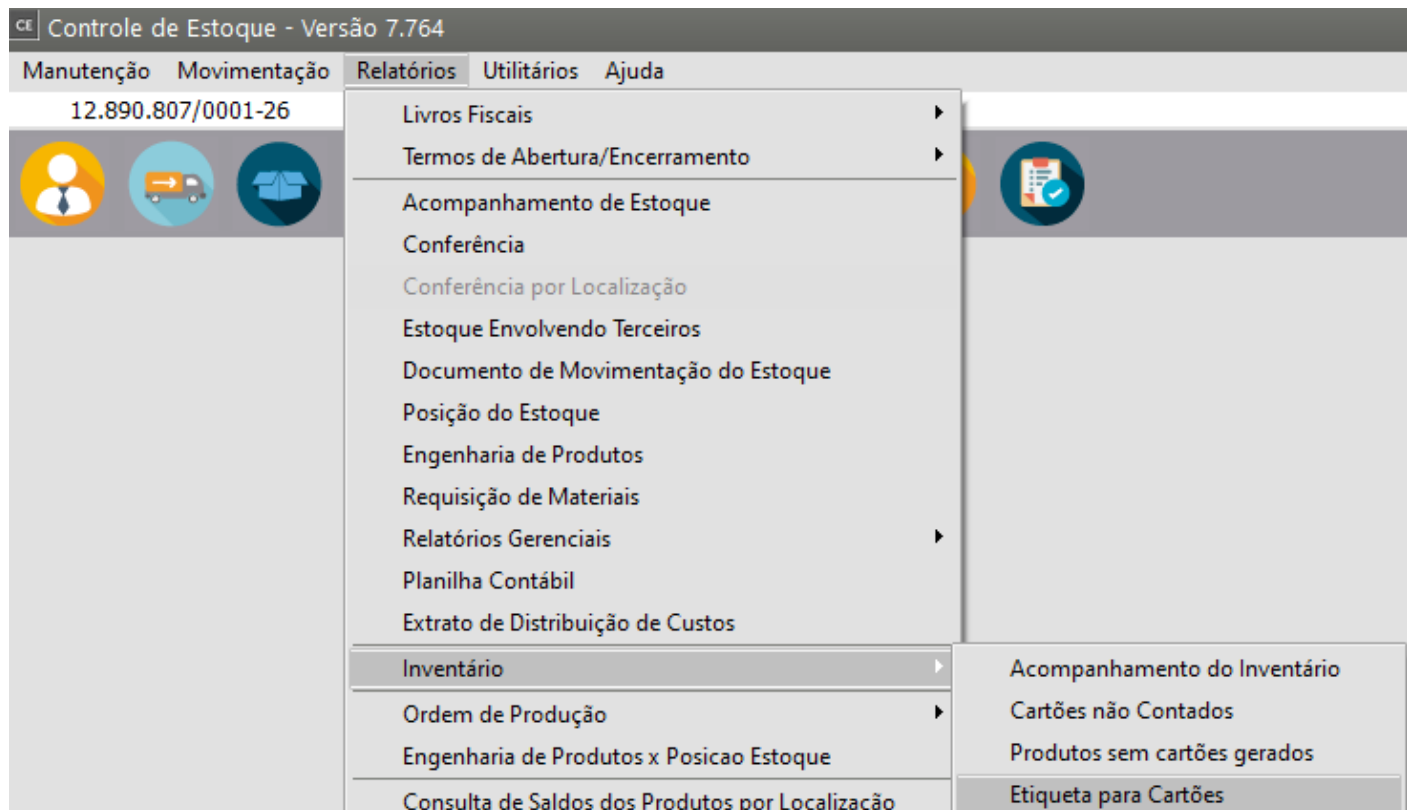 CE Controle de Estoque - Versão 7.764
Manutenção Movimentação Relatórios Utilitários Ajuda
12.890.807/0001-26
Livros Fiscais
Termos de Abertura/Encerramento
Acompanhamento de Estoque
Conferência
Conferência por Localização
Estoque Envolvendo Terceiros
Documento de Movimentação do Estoque
Posição do Estoque
Engenharia de Produtos
Requisição de Materiais
Relatórios Gerenciais
Planilha Contábil
Extrato de Distribuição de Custos
Inventário
Ordem de Produção
Engenharia de Produtos x Posicao Estoque
Consulta de Saldos dos Produtos por Localização
Acompanhamento do Inventário
Cartões não Contados
Produtos sem cartões gerados
Etiqueta para Cartões